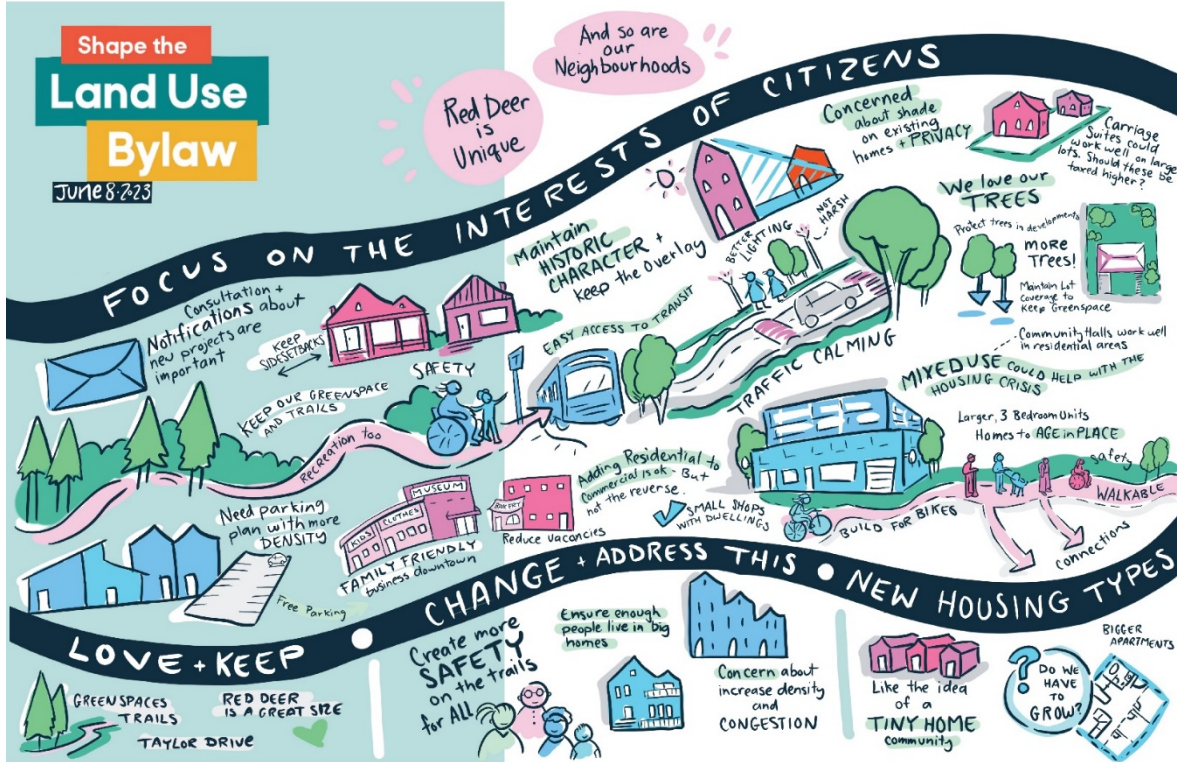 Shape the
Land Use
Bylaw
JUNE 8·2023
Red Deer
is
Unique
And so are
our
Neighbourhoods
FOCUS ON THE INTERESTS OF CITIZENS
Consultation +
Notifications about
new projects are
important
KEEP
SIDESETBACKS
KEEP OUR GREENSPACE
AND TRAILS
Recreation too
SAFETY
Maintain
HISTORIC
CHARACTER +
keep the Overlay
EASY ACCESS TO TRANSIT
BETTER
LIGHTING
NOT
HARSH
TRAFFIC CALMING
Concerned
about shade
on existing
homes + PRIVACY
Carriage
Suites could
work well on large
lots. Should these be
taxed higher?
We love our
TREES
Protect trees in developments
MORE
Trees!
Maintain Lot
coverage to
Keep Greenspace
Community Halls work well
in residential areas
MIXED USE COULD HELP WITH THE
HOUSING CRISIS
Larger, 3 Bedroom Units
Homes to AGE in PLACE
safety
WALKABLE
connections
BUILD FOR BIKES
Need parking
plan with more
DENSITY
Free Parking
KIDS
CLOTHES
MUSEUM
FAMILY FRIENDLY
business downtown
BAKERY
Reduce Vacancies
Adding Residential to
Commercial is ok - But
not the reverse.
SMALL SHOPS
WITH DWELLINGS
LOVE + KEEP • CHANGE + ADDRESS THIS • NEW HOUSING TYPES
GREENSPACES
TRAILS
RED DEER
IS A GREAT SIZE
TAYLOR DRIVE
Create more
SAFETY
on the trails
for All
Ensure enough
people live in big
homes
Concern about
increase density
and
CONGESTION
Like the idea
of a
TINY HOME
community
?
DO WE
HAVE
TO
GROW?
BIGGER
APARTMENTS